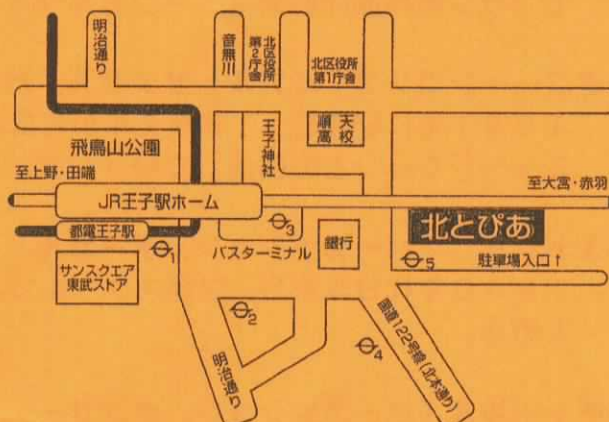 明治通り
音無川
北区役所
第2庁舎
北区役所
第1庁舎
飛鳥山公園
王子神社
順天
高校
至上野・田端
至大宮・赤羽
JR王子駅ホーム
北とぴあ
都電王子駅
1
3
バスターミナル
銀行
5
駐車場入口↑
サンスクエア
東武ストア
2
4
明治通り
国道122号線(北本通り)